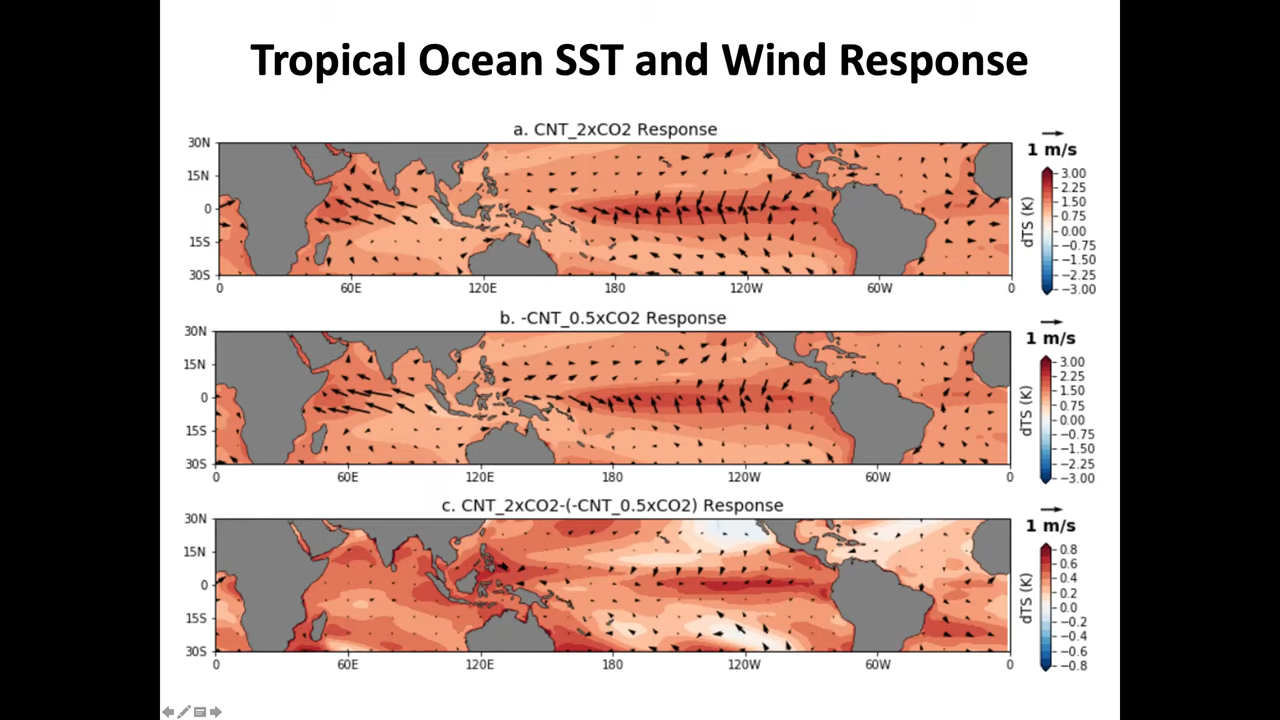 Tropical Ocean SST and Wind Response
a. CNT_2xCO2 Response
30N
15N
0
15S
30S
0
60E
120E
180
120W
60W
0
1 m/s
3.00
2.25
1.50
0.75
0.00
−0.75
−1.50
−2.25
−3.00
dTS (K)
b. -CNT_0.5xCO2 Response
30N
15N
0
15S
30S
0
60E
120E
180
120W
60W
0
1 m/s
3.00
2.25
1.50
0.75
0.00
−0.75
−1.50
−2.25
−3.00
dTS (K)
c. CNT_2xCO2-(-CNT_0.5xCO2) Response
30N
15N
0
15S
30S
0
60E
120E
180
120W
60W
0
1 m/s
0.8
0.6
0.4
0.2
0.0
−0.2
−0.4
−0.6
−0.8
dTS (K)